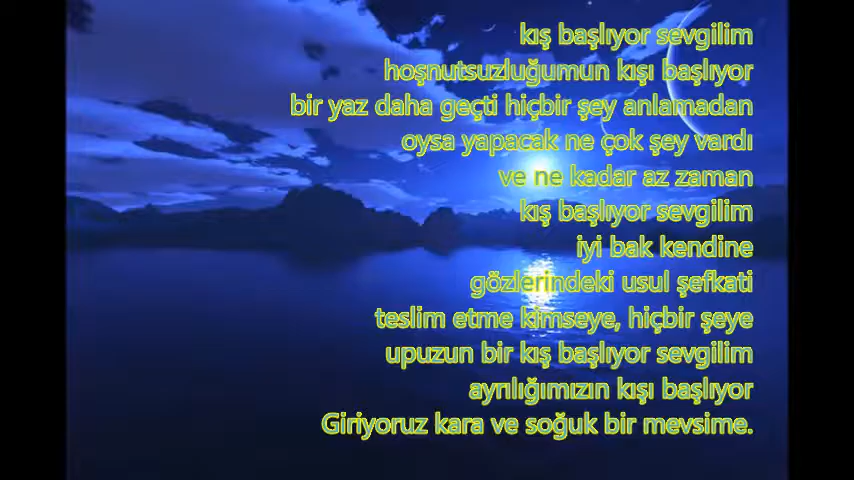 kış başlıyor sevgilim
hoşnutsuzluğumun kışı başlıyor
bir yaz daha geçti hiçbir şey anlamadan
oysa yapacak ne çok şey vardı
ve ne kadar az zaman
kış başlıyor sevgilim
iyi bak kendine
gözlerindeki usul şefkati
teslim etme kimseye, hiçbir şeye
upuzun bir kış başlıyor sevgilim
ayrılığımızın kışı başlıyor
Giriyoruz kara ve soğuk bir mevsime.